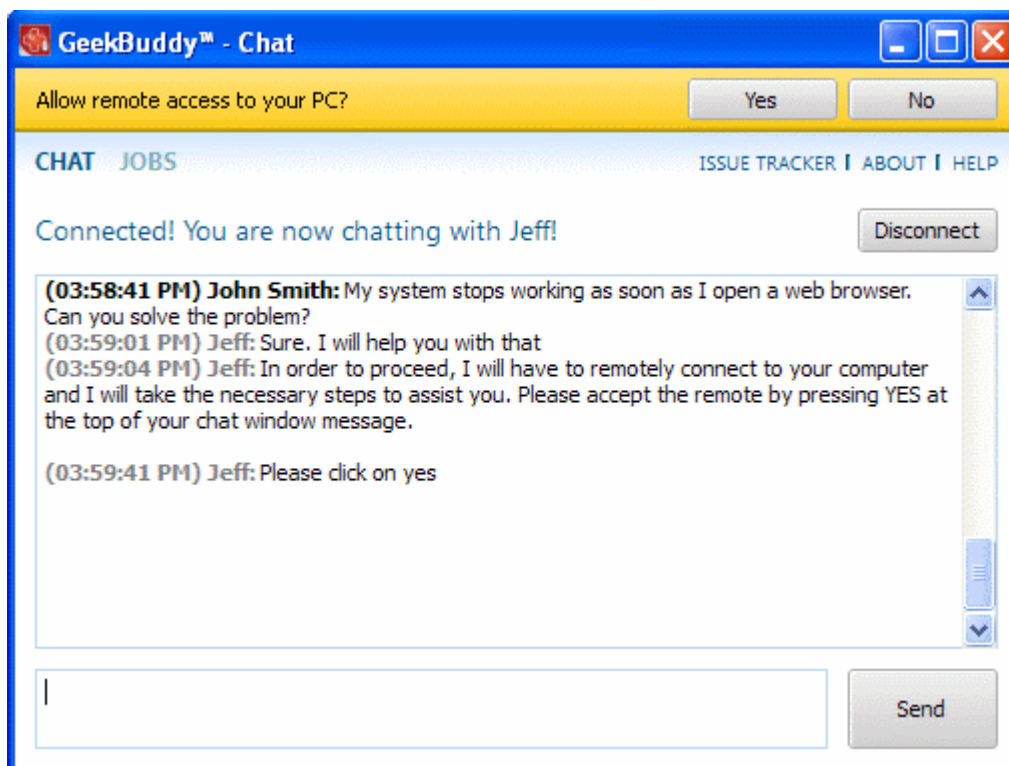 GeekBuddy™ - Chat
Allow remote access to your PC?
Yes
No
CHAT JOBS
ISSUE TRACKER | ABOUT | HELP
Connected! You are now chatting with Jeff!
Disconnect
(03:58:41 PM) John Smith: My system stops working as soon as I open a web browser.
Can you solve the problem?
(03:59:01 PM) Jeff: Sure. I will help you with that
(03:59:04 PM) Jeff: In order to proceed, I will have to remotely connect to your computer
and I will take the necessary steps to assist you. Please accept the remote by pressing YES at
the top of your chat window message.
(03:59:41 PM) Jeff: Please click on yes
Send